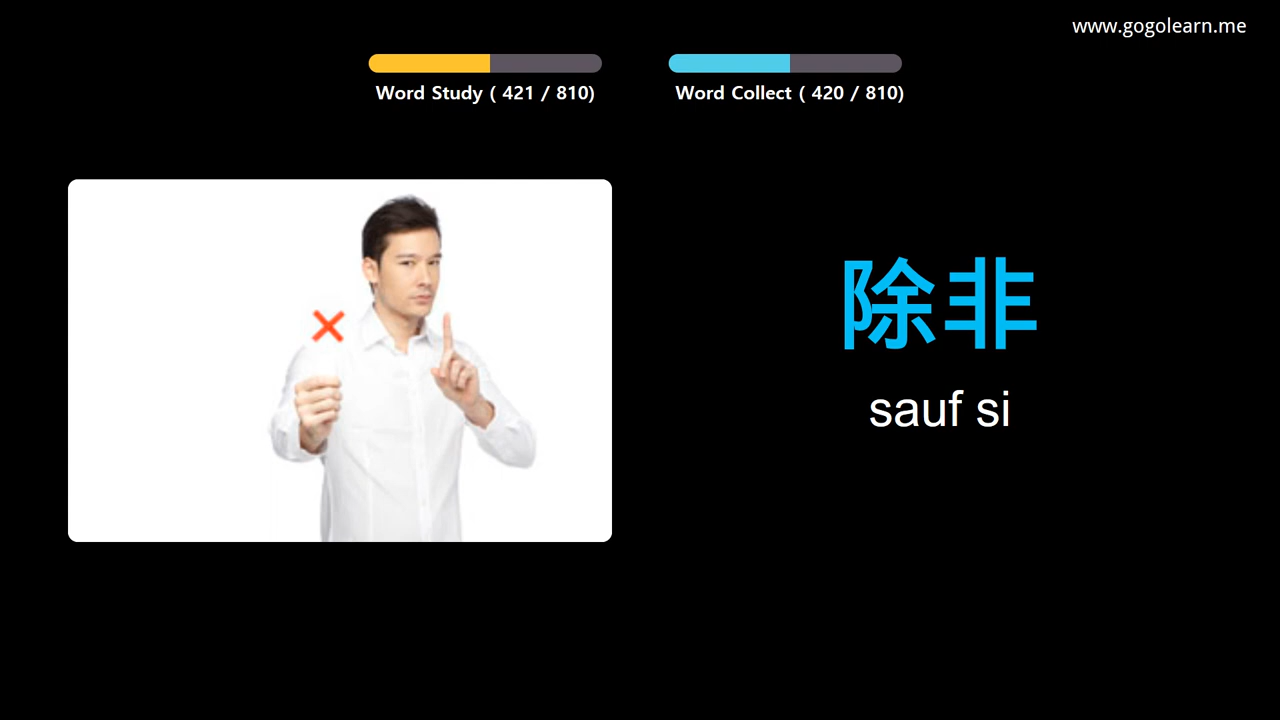 www.gogolearn.me
Word Study ( 421 / 810)
Word Collect ( 420 / 810)
除非
sauf si